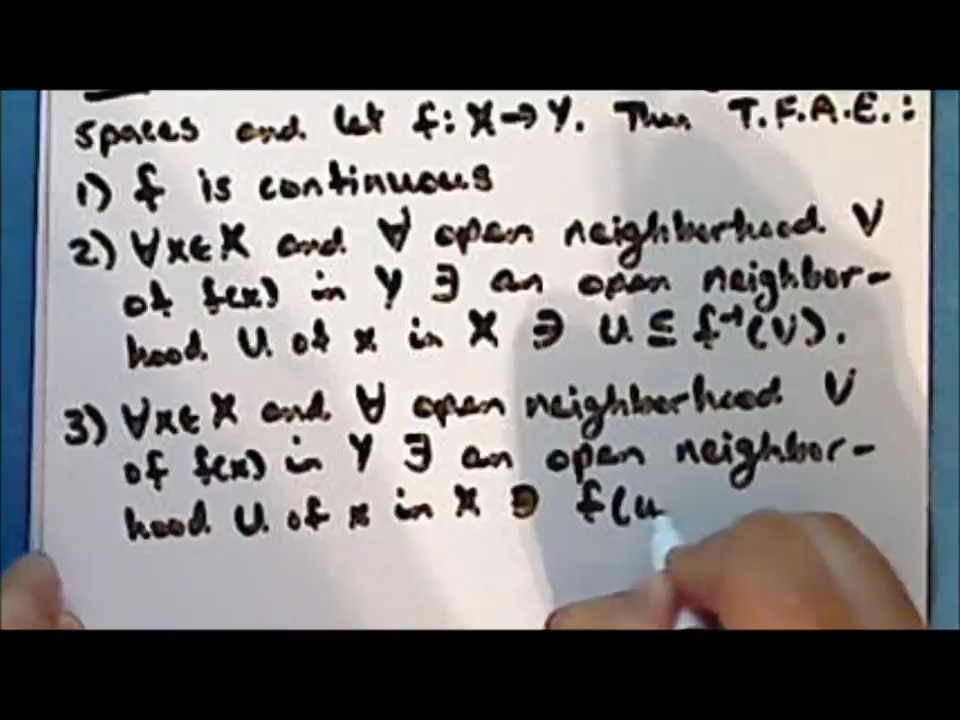 spaces and let f: X → Y. Then T.F.A.E.:
1) f is continuous
2) ∀x∈X and ∀ open neighborhood V
of f(x) in Y ∃ an open neighbor-
hood U of x in X ∋ U ⊆ f⁻¹(V).
3) ∀x∈X and ∀ open neighborhood V
of f(x) in Y ∃ an open neighbor-
hood U of x in X ∋ f(U